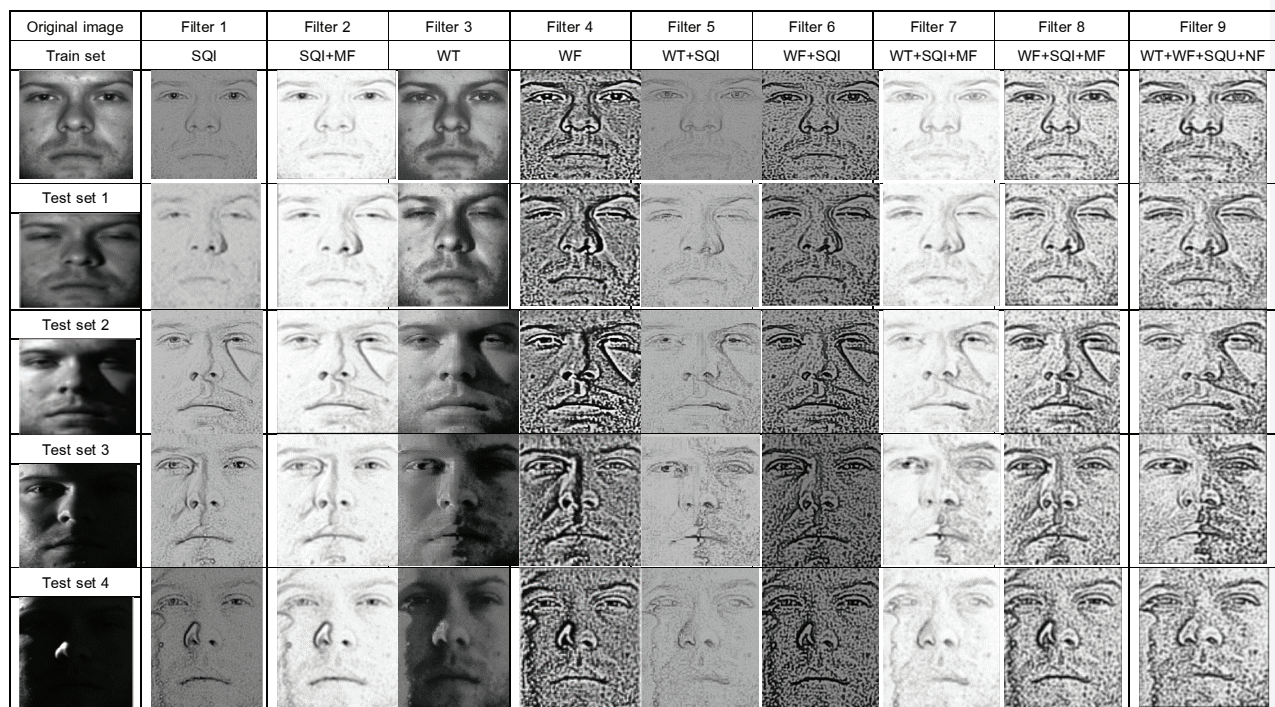 Original image Filter 1 Filter 2 Filter 3 Filter 4 Filter 5 Filter 6 Filter 7 Filter 8 Filter 9
Train set SQI SQI+MF WT WF WT+SQI WF+SQI WT+SQI+MF WF+SQI+MF WT+WF+SQU+NF
Test set 1
Test set 2
Test set 3
Test set 4